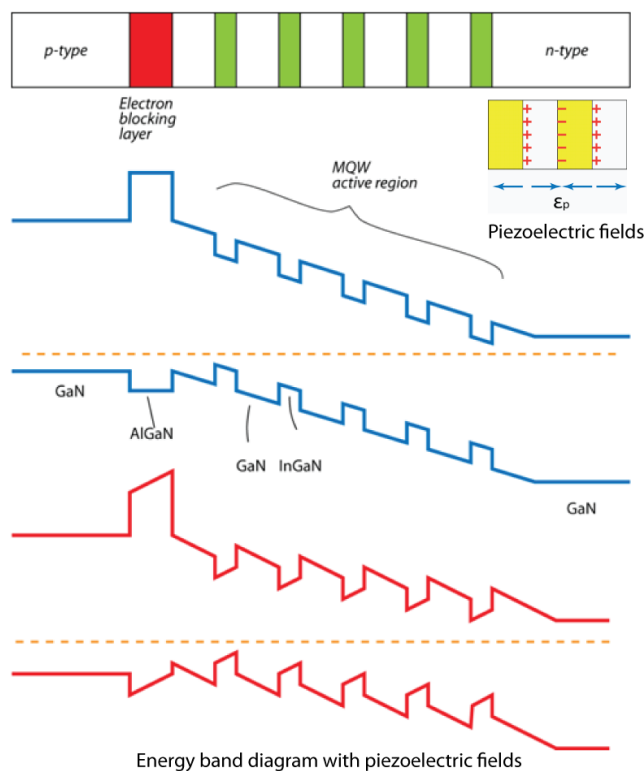 p-type
n-type
Electron
blocking
layer
MQW
active region
+ - +
+ - +
+ - +
+ - +
+ - +
εp
Piezoelectric fields
GaN
AlGaN
GaN
InGaN
GaN
Energy band diagram with piezoelectric fields